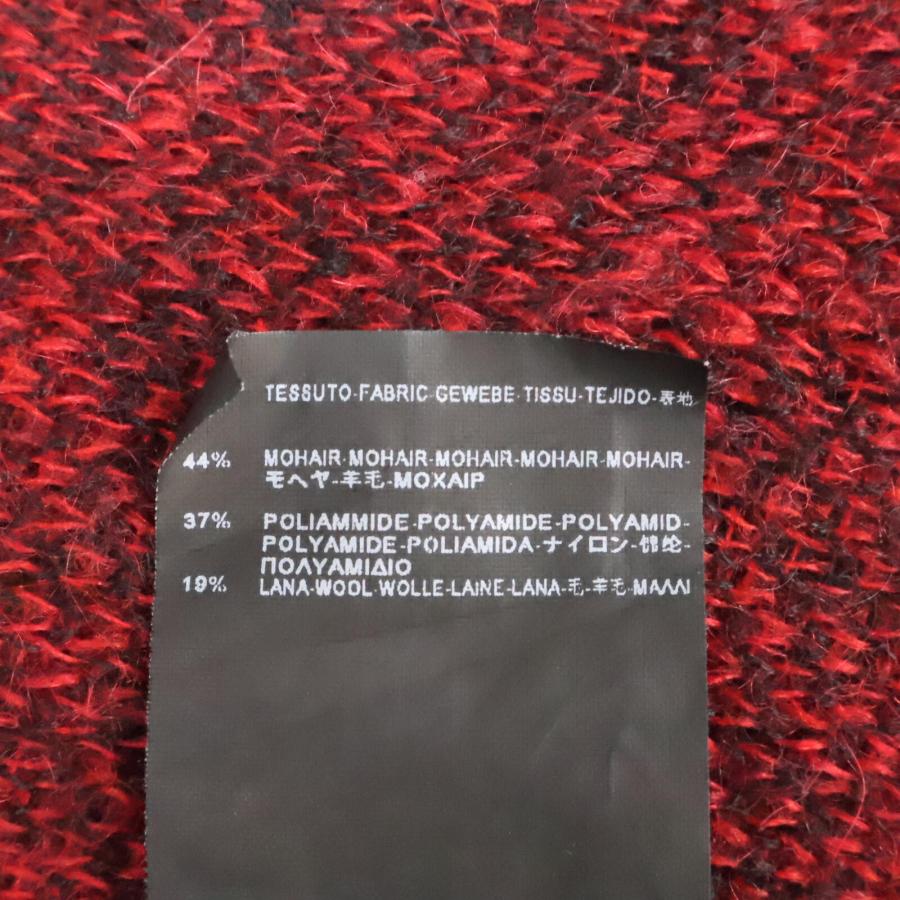 TESSUTO-FABRIC-GEWEBE-TISSU-TEJIDO-表地
44% MOHAIR-MOHAIR-MOHAIR-MOHAIR-MOHAIR-
モヘヤ-羊毛-ΜΟΧΑΙΡ
37% POLIAMMIDE-POLYAMIDE-POLYAMID-
POLYAMIDE-POLIAMIDA-ナイロン-锦纶-
ΠΟΛΥΑΜΙΔΙΟ
19% LANA-WOOL-WOLLE-LAINE-LANA-毛-羊毛-ΜΑΛΛΙ